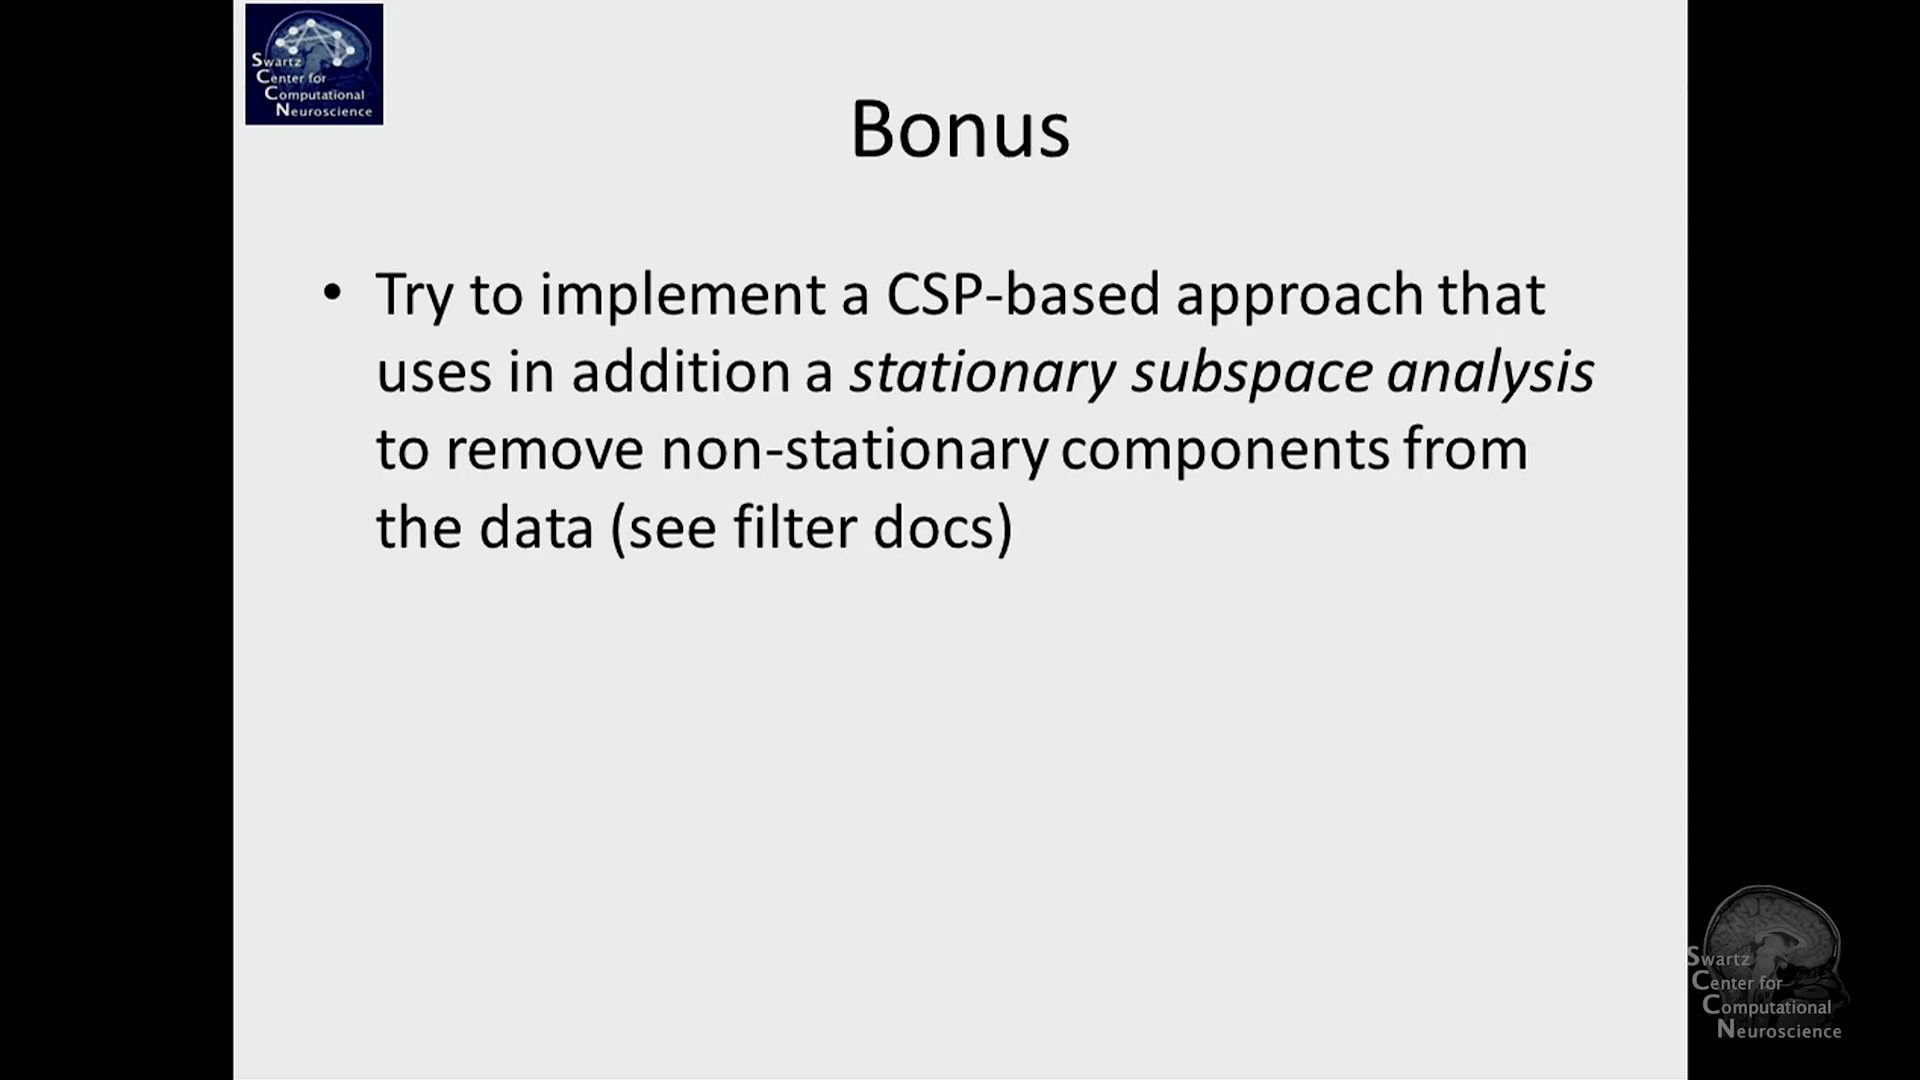 Swartz
Center for
Computational
Neuroscience
Bonus
• Try to implement a CSP-based approach that
uses in addition a stationary subspace analysis
to remove non-stationary components from
the data (see filter docs)
Swartz
Center for
Computational
Neuroscience